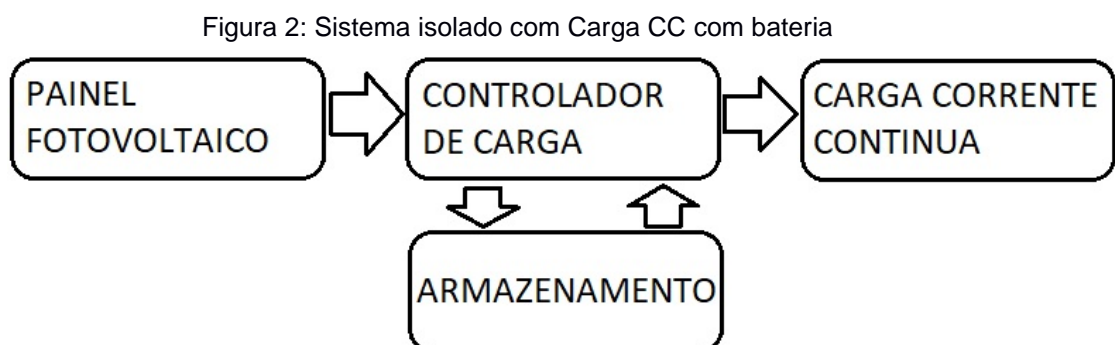 Figura 2: Sistema isolado com Carga CC com bateria
PAINEL
FOTOVOLTAICO
CONTROLADOR
DE CARGA
CARGA CORRENTE
CONTINUA
ARMAZENAMENTO